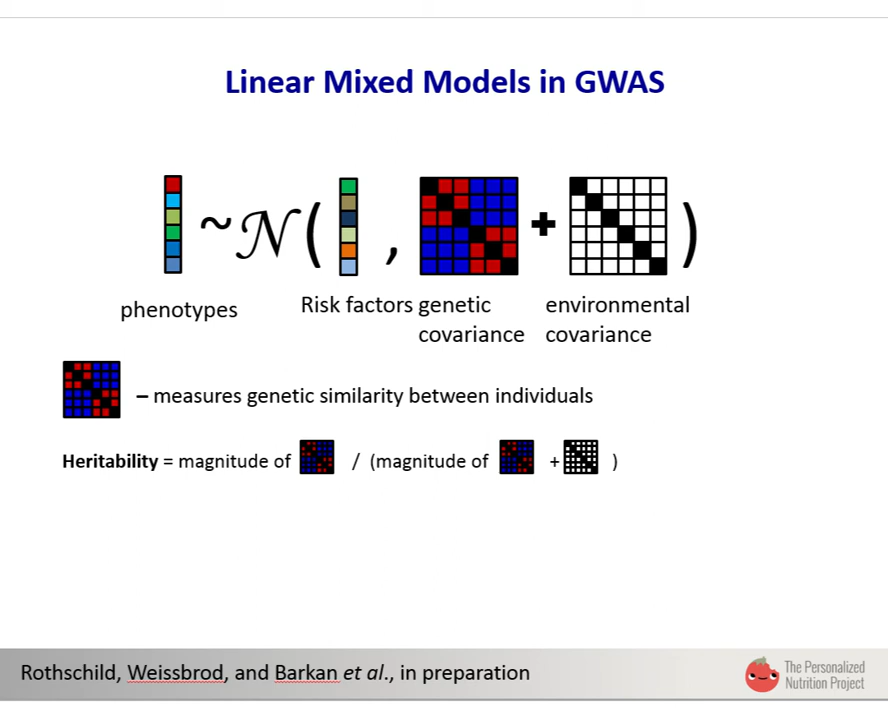 Linear Mixed Models in GWAS
~𝒩( , + )
phenotypes
Risk factors
genetic
covariance
environmental
covariance
– measures genetic similarity between individuals
Heritability = magnitude of / (magnitude of + )
Rothschild, Weissbrod, and Barkan et al., in preparation
The Personalized
Nutrition Project